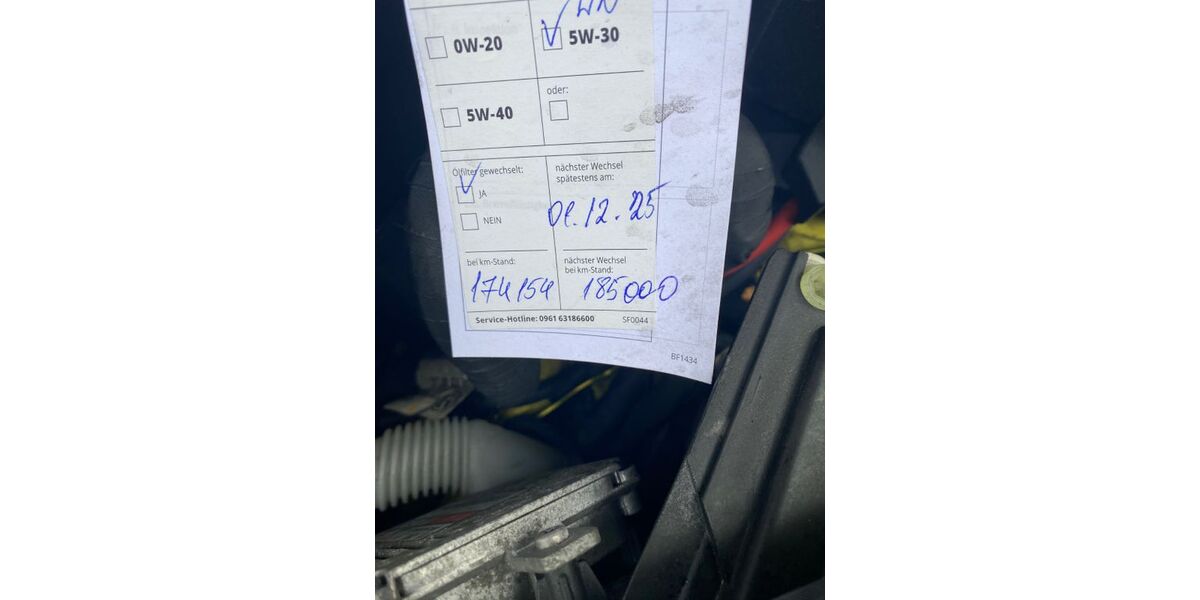 0W-20
5W-30
5W-40
oder:
Ölfilter gewechselt:
JA
NEIN
nächster Wechsel
spätestens am:
01.12.25
bei km-Stand:
174154
nächster Wechsel
bei km-Stand:
185000
Service-Hotline: 0961 63186600
SF0044
BF1434